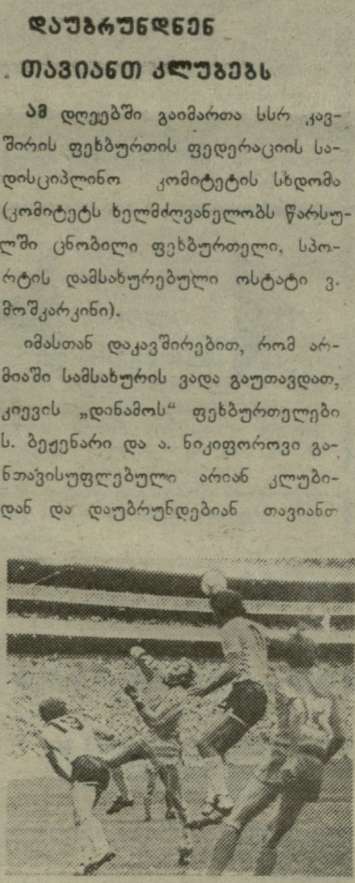 დაუბრუნდნენ
თავიანთ კლუბებს
ამ დღეებში გაიმართა სსრ კავ-
შირის ფეხბურთის ფედერაციის სა-
დისციპლინო კომიტეტის სხდომა
(კომიტეტს ხელმძღვანელობს წარსუ-
ლში ცნობილი ფეხბურთელი, სპო-
რტის დამსახურებული ოსტატი ვ.
მოშკარკინი).
იმასთან დაკავშირებით, რომ არ-
მიაში სამსახურის ვადა გაუთავდათ,
კიევის „დინამოს“ ფეხბურთელები
ს. ბეჟენარი და ა. ნიკიფოროვი გა-
ნთავისუფლებული არიან კლუბი-
დან და დაუბრუნდებიან თავიანთ